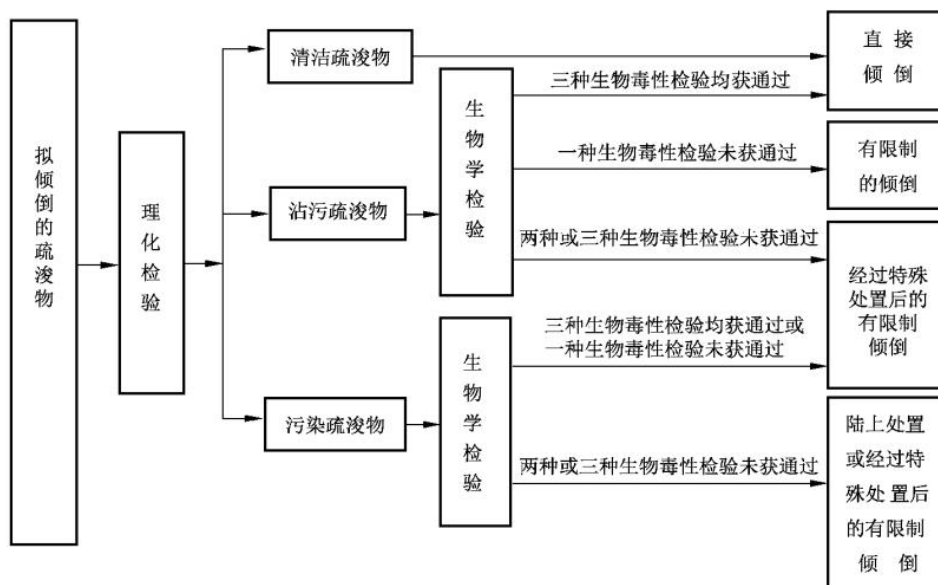 拟倾倒的疏浚物
理化检验
清洁疏浚物
沾污疏浚物
污染疏浚物
生物学检验
三种生物毒性检验均获通过
一种生物毒性检验未获通过
两种或三种生物毒性检验未获通过
生物学检验
三种生物毒性检验均获通过或
一种生物毒性检验未获通过
两种或三种生物毒性检验未获通过
直接
倾倒
有限制
的倾倒
经过特殊
处置后的
有限制
倾倒
陆上处置
或经过特
殊处置后
的有限制
倾倒